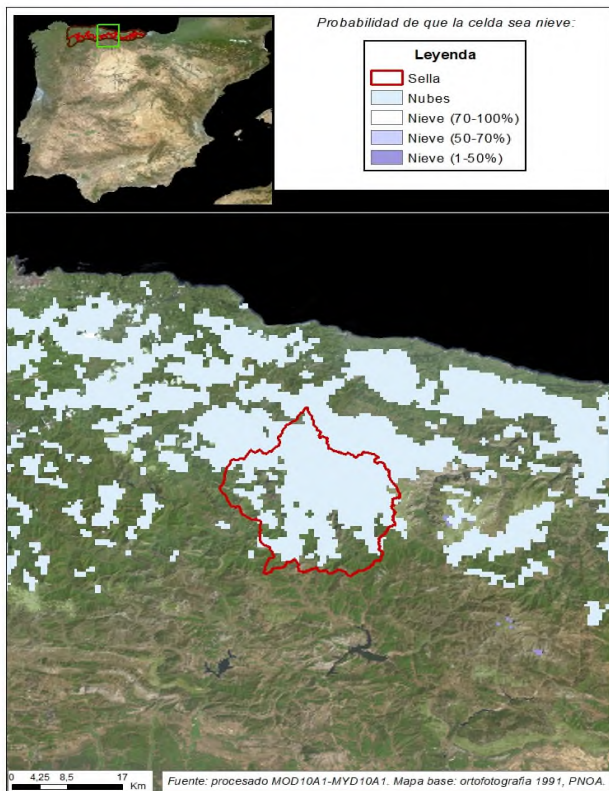 Probabilidad de que la celda sea nieve:
Leyenda
Sella
Nubes
Nieve (70-100%)
Nieve (50-70%)
Nieve (1-50%)
0 4,25 8,5 17
Km
Fuente: procesado MOD10A1-MYD10A1. Mapa base: ortofotografía 1991, PNOA.